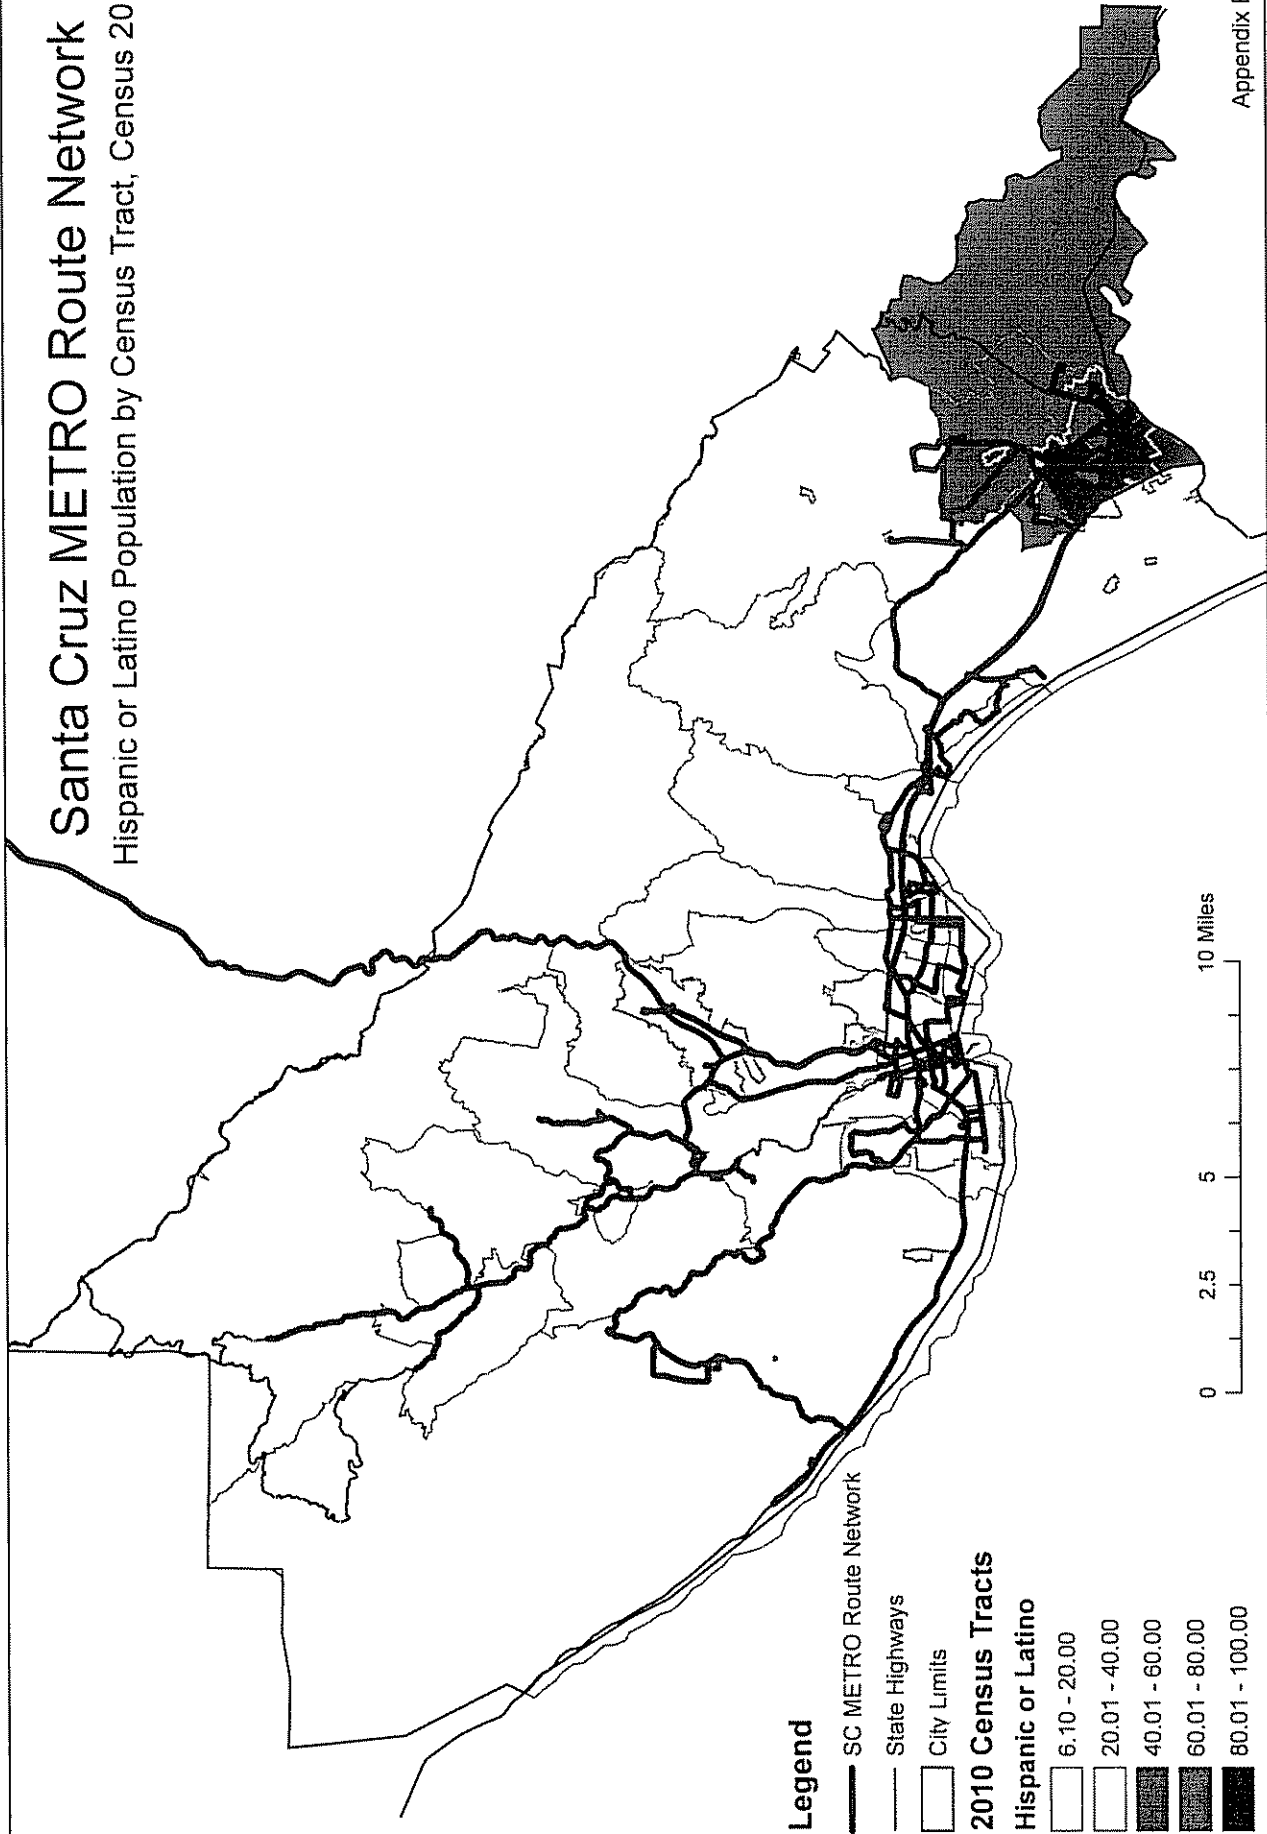 Santa Cruz METRO Route Network
Hispanic or Latino Population by Census Tract, Census 20
Legend
SC METRO Route Network
State Highways
City Limits
2010 Census Tracts
Hispanic or Latino
6.10 - 20.00
20.01 - 40.00
40.01 - 60.00
60.01 - 80.00
80.01 - 100.00
0 2.5 5 10 Miles
Appendix